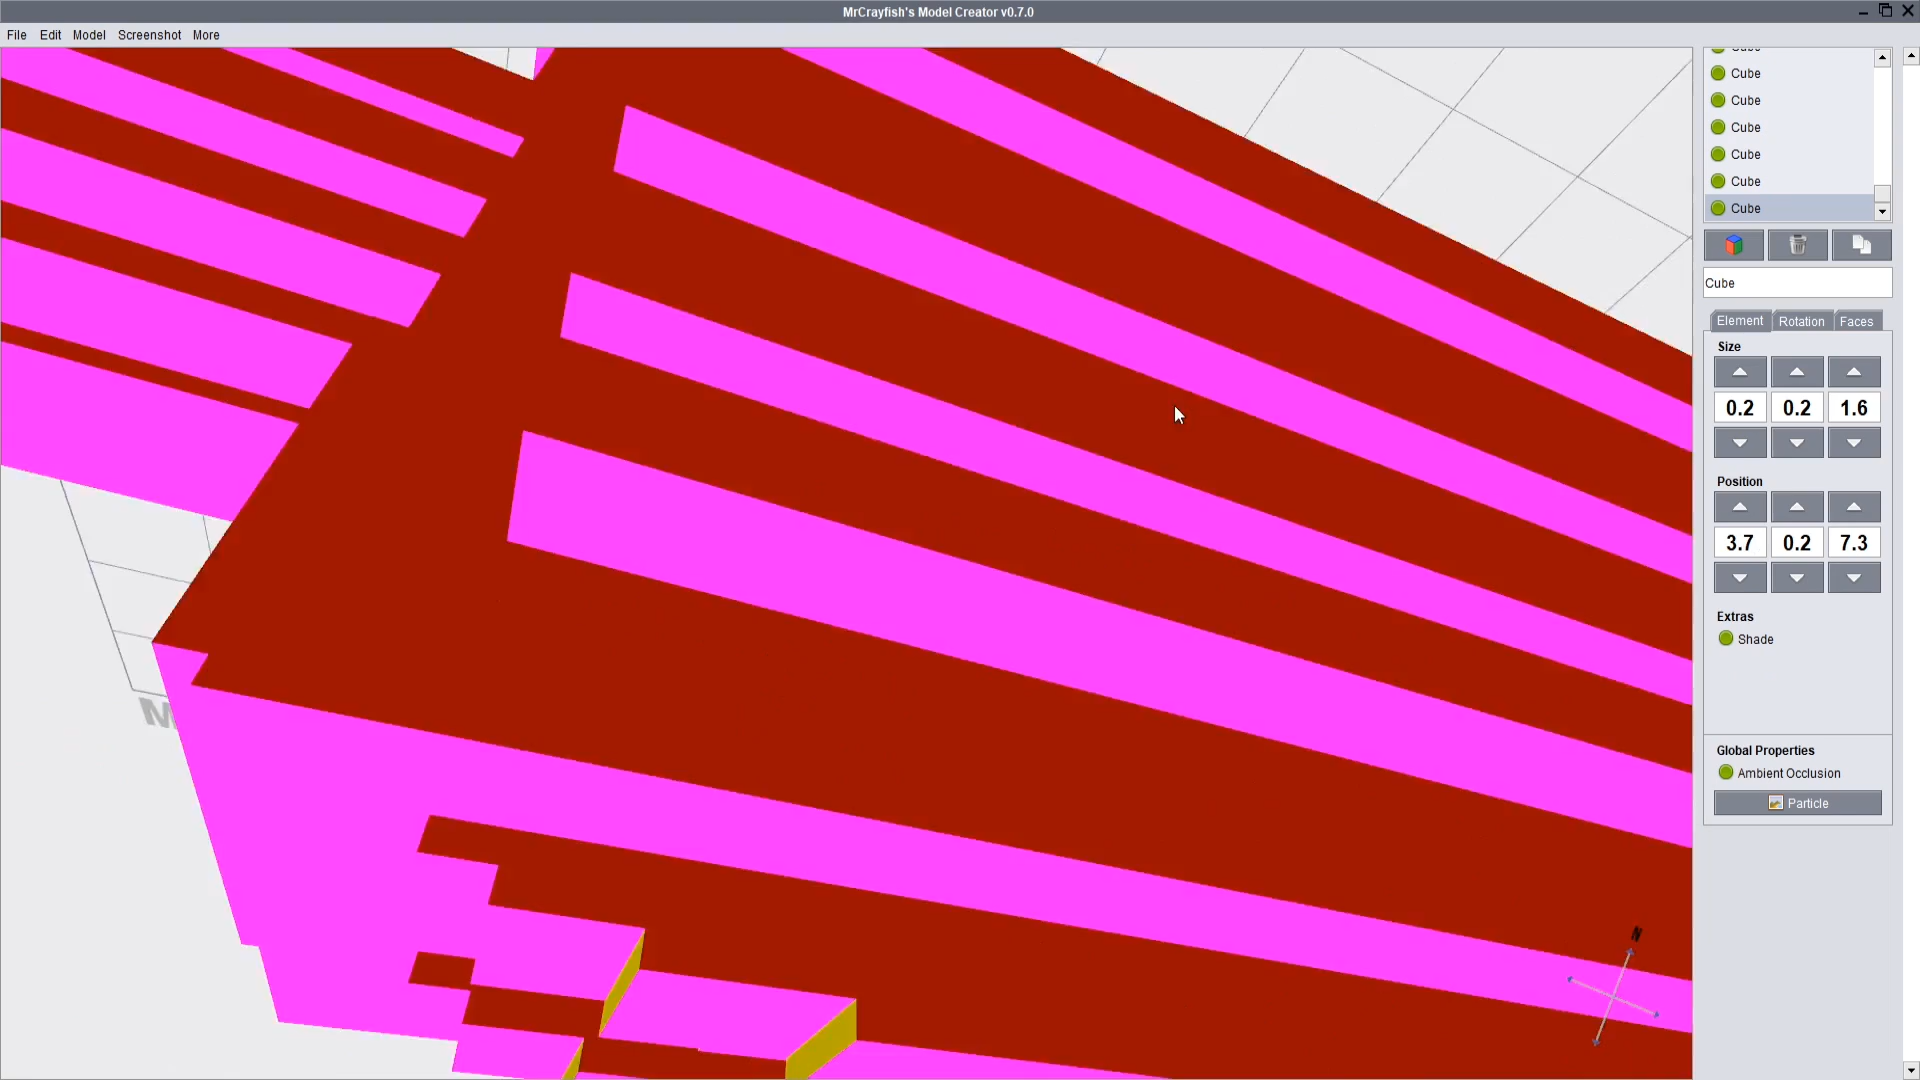 MrCrayfish's Model Creator v0.7.0
File Edit Model Screenshot More
Cube
Cube
Cube
Cube
Cube
Cube
Cube
Cube
Element Rotation Faces
Size
0.2 0.2 1.6
Position
3.7 0.2 7.3
Extras
Shade
Global Properties
Ambient Occlusion
Particle
M
N